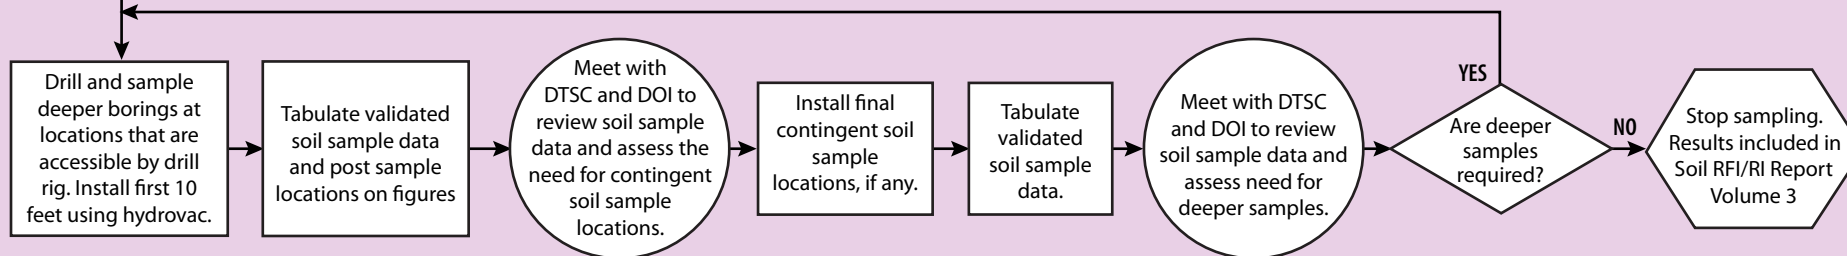 Drill and sample
deeper borings at
locations that are
accessible by drill
rig. Install first 10
feet using hydrovac.
Tabulate validated
soil sample data
and post sample
locations on figures
Meet with
DTSC and DOI to
review soil sample
data and assess the
need for contingent
soil sample
locations.
Install final
contingent soil
sample
locations, if any.
Tabulate
validated
soil sample
data.
Meet with DTSC
and DOI to review
soil sample data and
assess need for
deeper samples.
YES
Are deeper
samples
required?
NO
Stop sampling.
Results included in
Soil RFI/RI Report
Volume 3